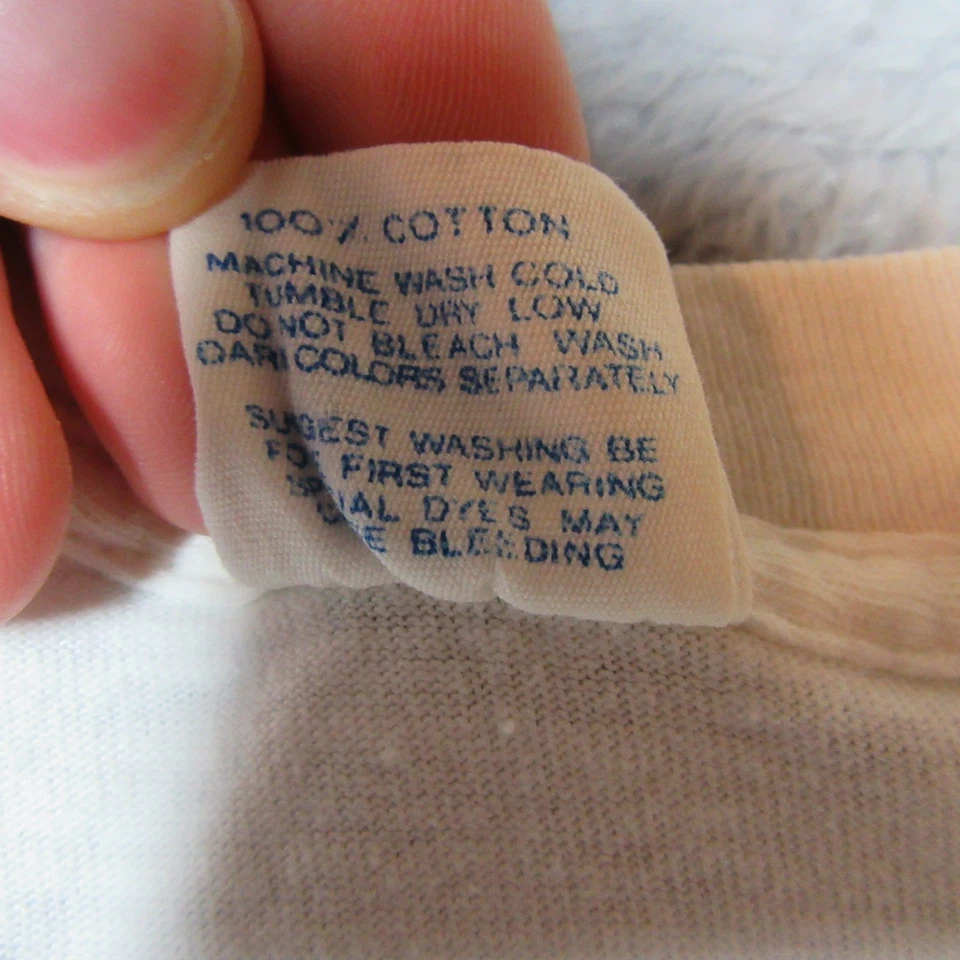 100% COTTON
MACHINE WASH COLD
TUMBLE DRY LOW
DO NOT BLEACH WASH
DARK COLORS SEPARATELY
SUGEST WASHING BE
FIRST WEARING
DYES MAY
BLEEDING